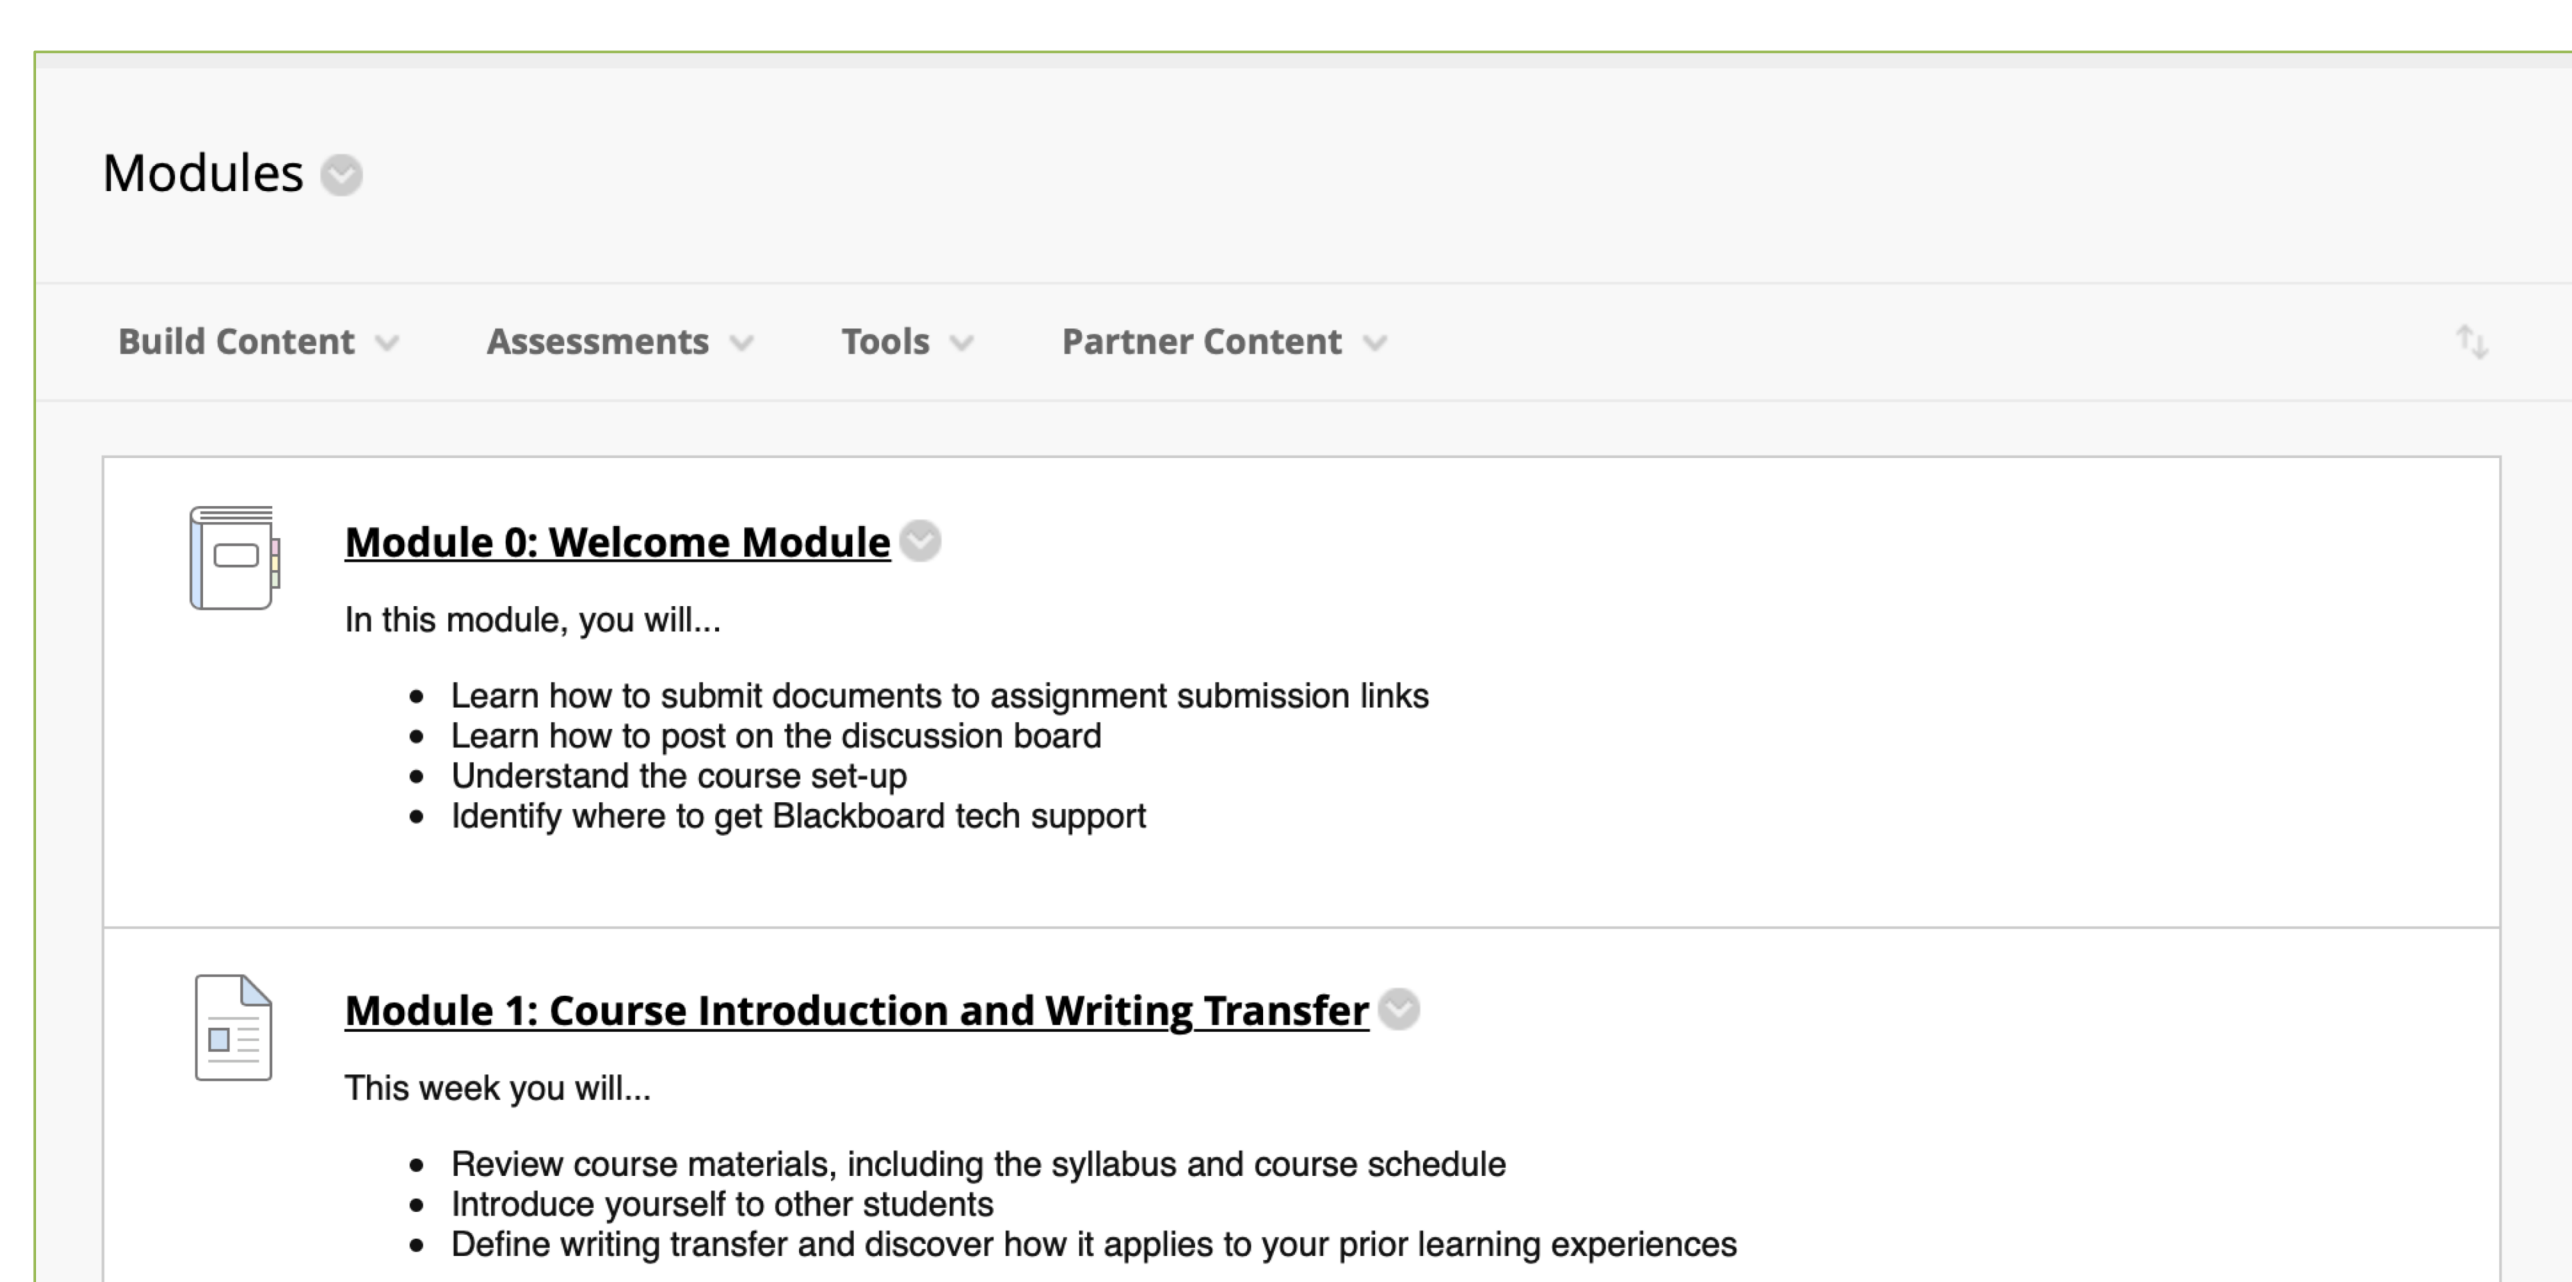 Modules
Build Content Assessments Tools Partner Content
Module 0: Welcome Module
In this module, you will...
Learn how to submit documents to assignment submission links
Learn how to post on the discussion board
Understand the course set-up
Identify where to get Blackboard tech support
Module 1: Course Introduction and Writing Transfer
This week you will...
Review course materials, including the syllabus and course schedule
Introduce yourself to other students
Define writing transfer and discover how it applies to your prior learning experiences